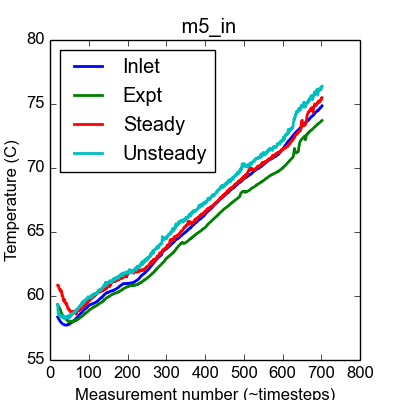 m5_in
80
75
70
65
60
55
Temperature (C)
Inlet
Expt
Steady
Unsteady
0 100 200 300 400 500 600 700 800
Measurement number (~timesteps)